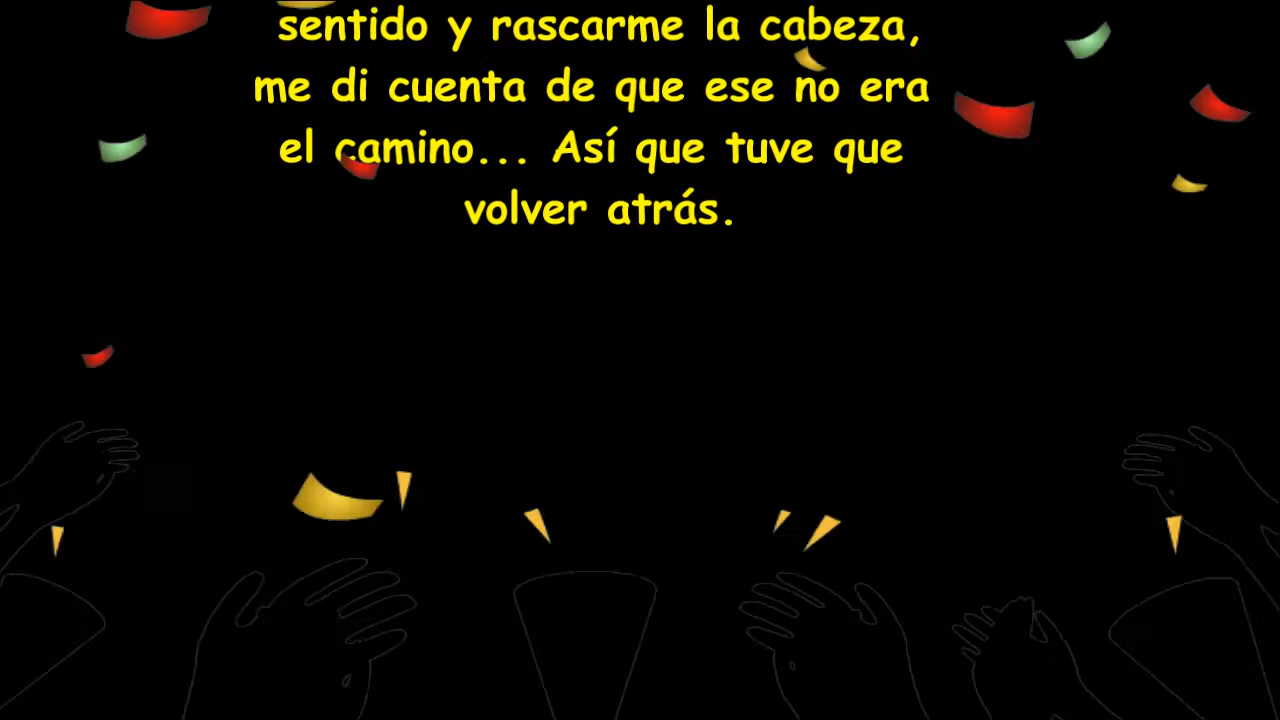 sentido y rascarme la cabeza,
me di cuenta de que ese no era
el camino... Así que tuve que
volver atrás.